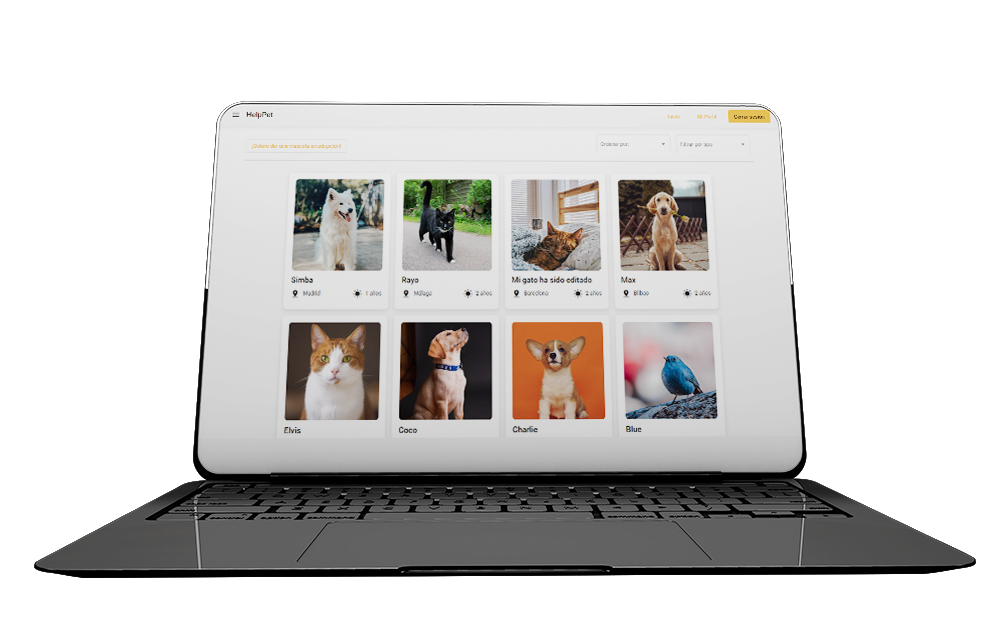 HelpPet
Inicio
Mi Perfil
Cerrar sesión
¿Quiere dar una mascota en adopción?
Ordenar por:
Filtrar por tipo
Simba
Rayo
Mi gato ha sido editado
Max
Madrid
1 años
Málaga
2 años
Barcelona
2 años
Bilbao
2 años
Elvis
Coco
Charlie
Blue